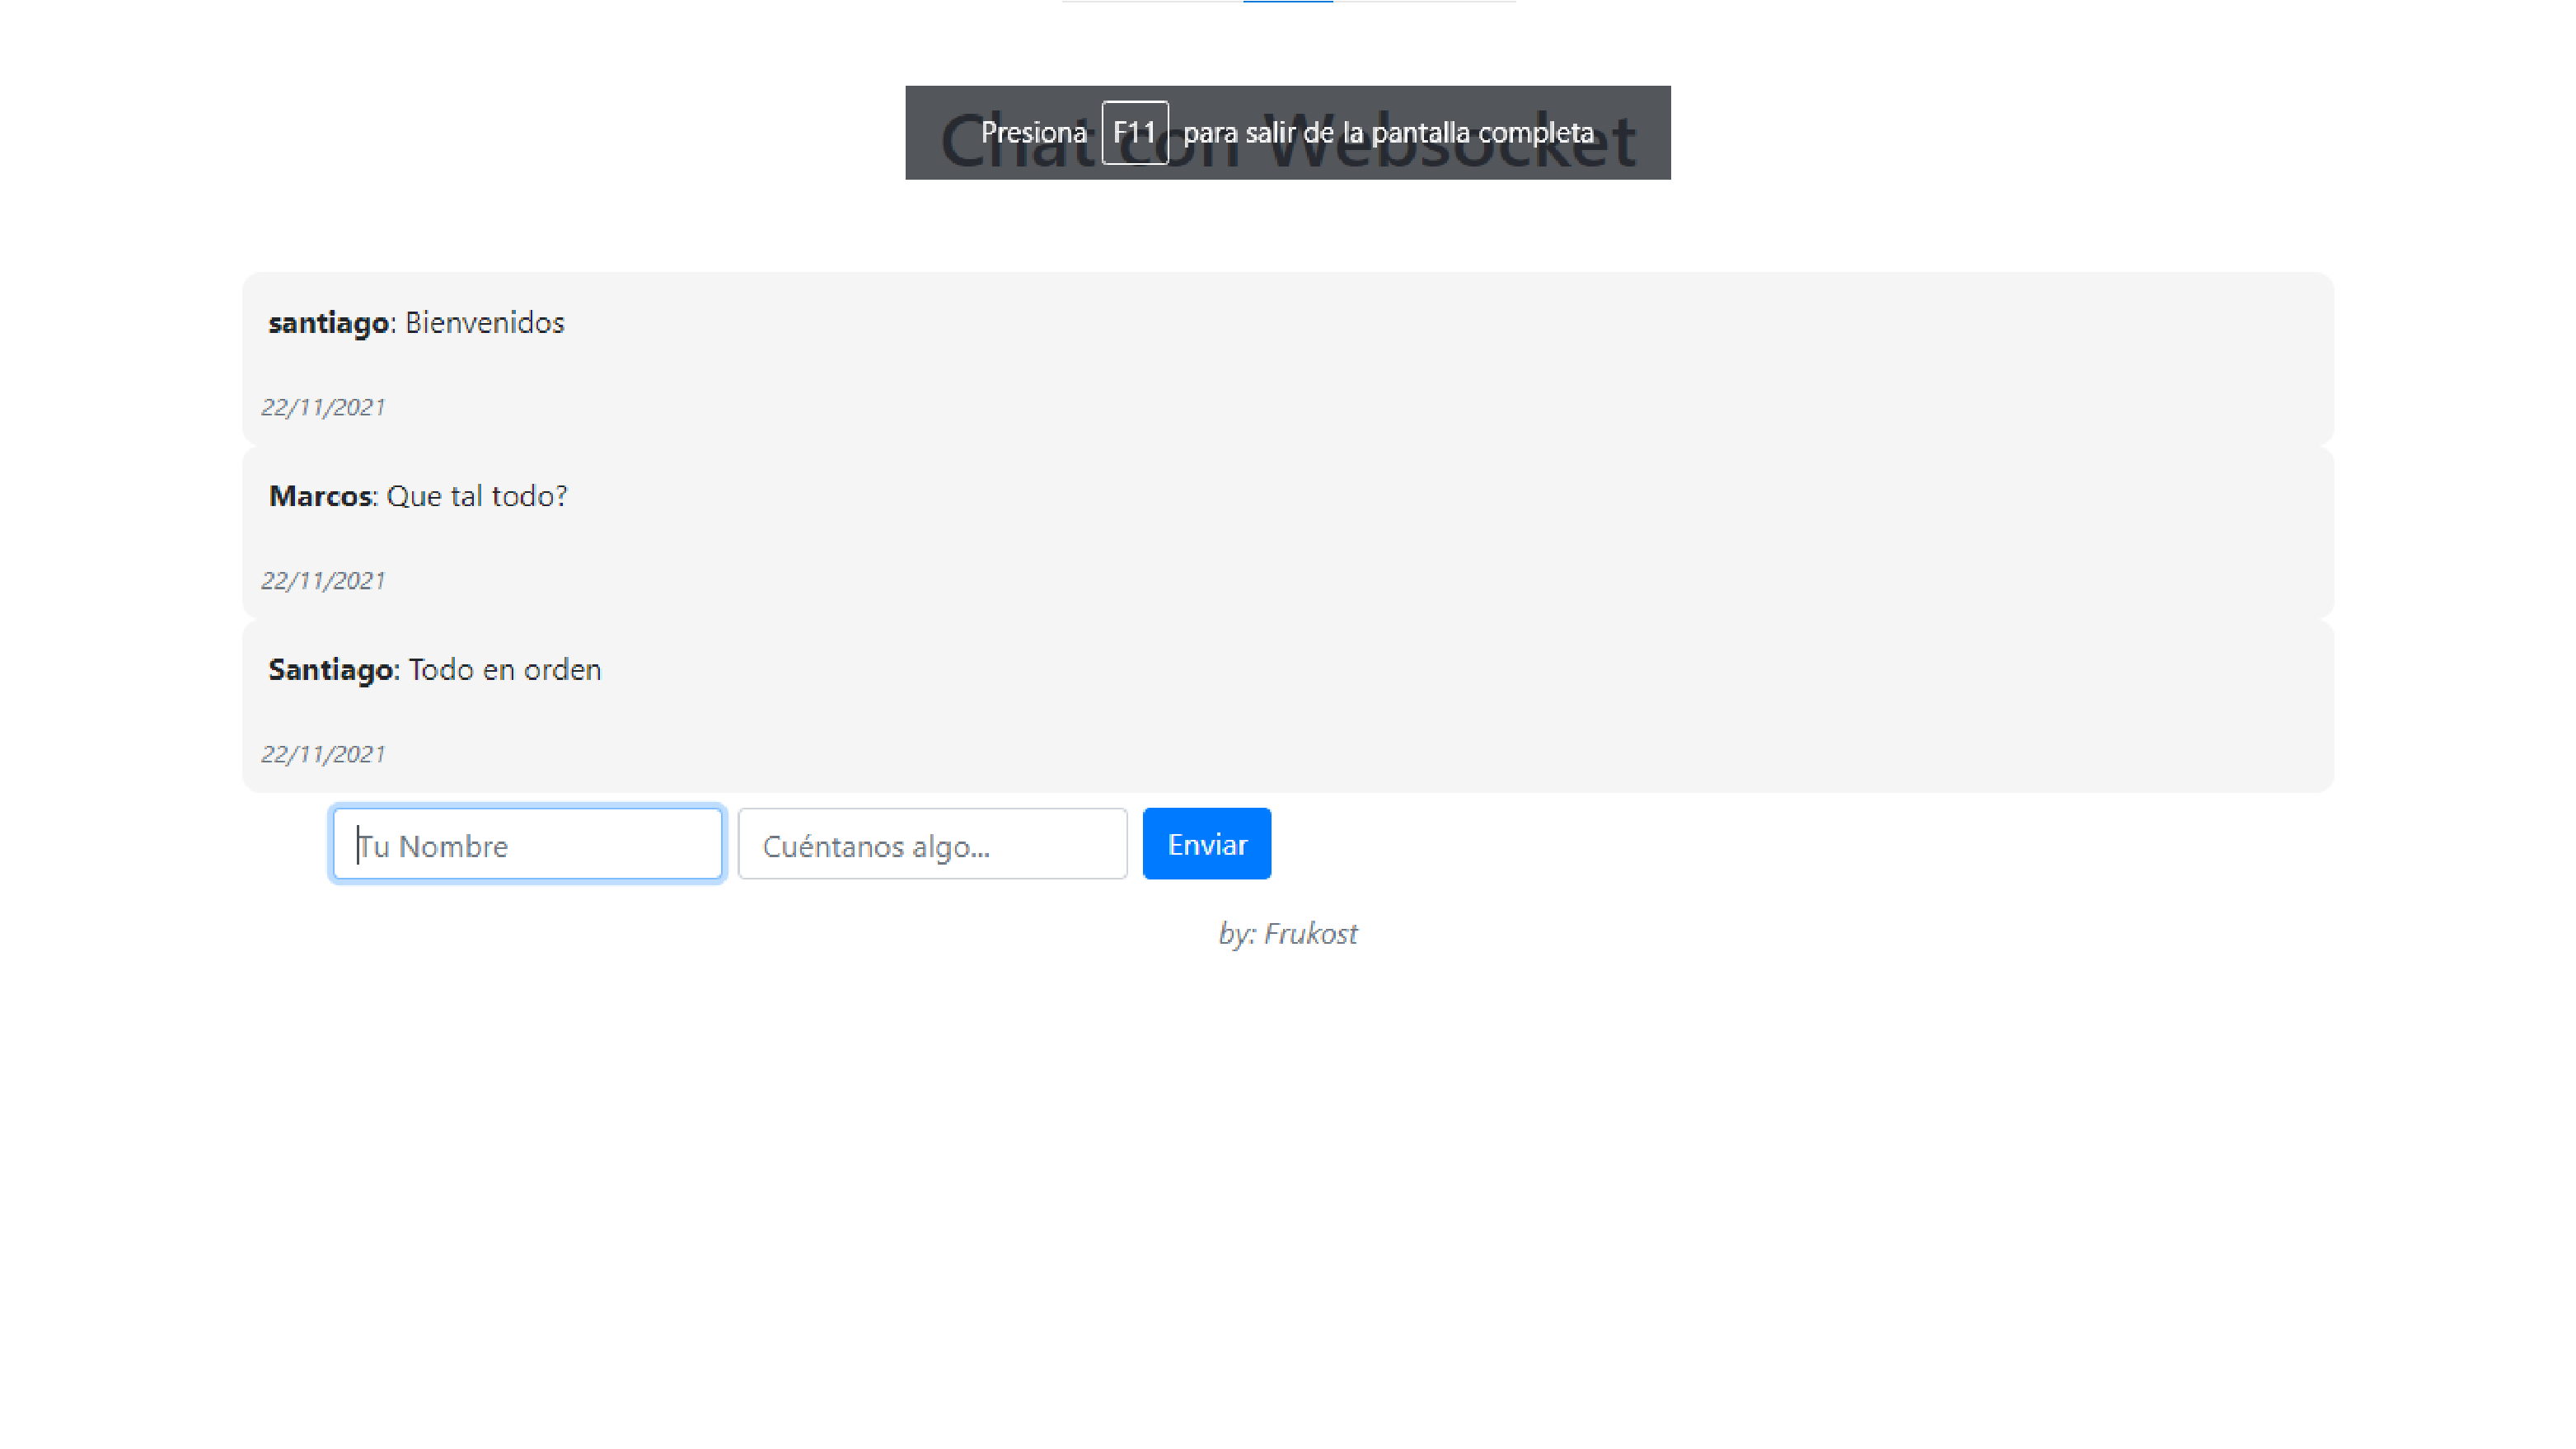 Chat con Websocket
Presiona F11 para salir de la pantalla completa
santiago: Bienvenidos
22/11/2021
Marcos: Que tal todo?
22/11/2021
Santiago: Todo en orden
22/11/2021
Tu Nombre
Cuéntanos algo...
Enviar
by: Frukost